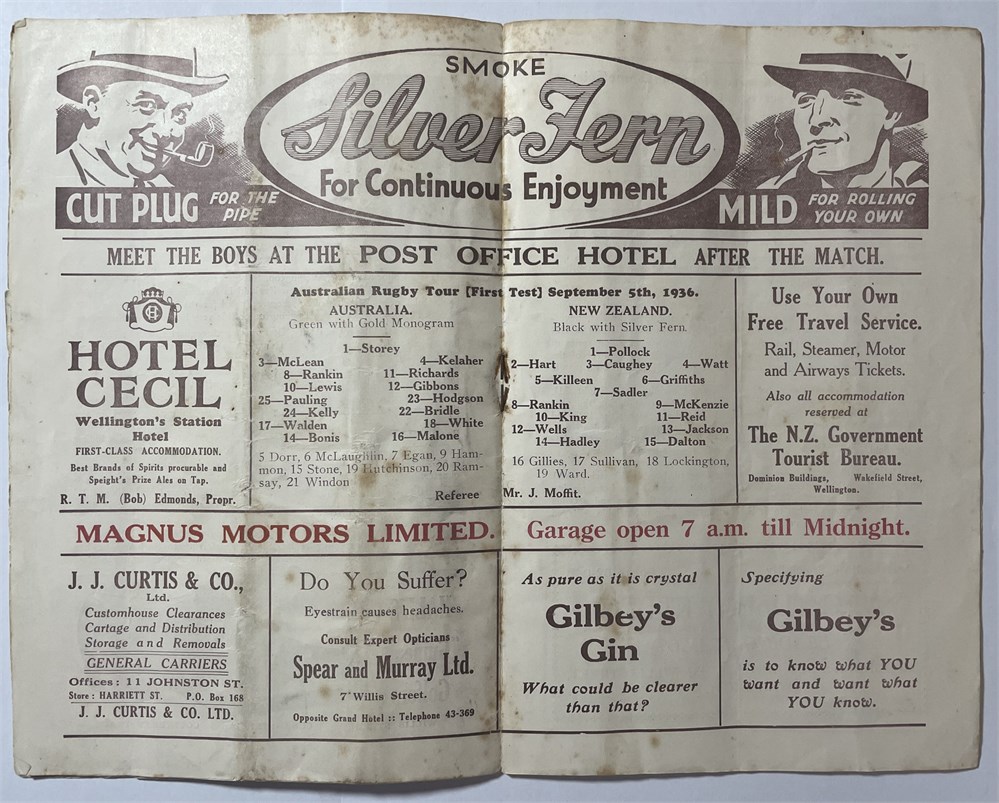 SMOKE
Silver Fern
For Continuous Enjoyment
CUT PLUG FOR THE PIPE
MILD FOR ROLLING YOUR OWN
MEET THE BOYS AT THE POST OFFICE HOTEL AFTER THE MATCH.
HOTEL
CECIL
Wellington's Station
Hotel
FIRST-CLASS ACCOMMODATION.
Best Brands of Spirits procurable and
Speight's Prize Ales on Tap.
R. T. M. (Bob) Edmonds, Propr.
Australian Rugby Tour [First Test] September 5th, 1936.
AUSTRALIA.
Green with Gold Monogram
1—Storey
3—McLean 4—Kelaher
8—Rankin 11—Richards
10—Lewis 12—Gibbons
25—Pauling 23—Hodgson
24—Kelly 22—Bridle
17—Walden 18—White
14—Bonis 16—Malone
5 Dorr, 6 McLaughlin, 7 Egan, 9 Ham-
mon, 15 Stone, 19 Hutchinson, 20 Ram-
say, 21 Windon
NEW ZEALAND.
Black with Silver Fern.
1—Pollock
2—Hart 3—Caughey 4—Watt
5—Killeen 6—Griffiths
7—Sadler
8—Rankin 9—McKenzie
10—King 11—Reid
12—Wells 13—Jackson
14—Hadley 15—Dalton
16 Gillies, 17 Sullivan, 18 Lockington,
19 Ward.
Referee Mr. J. Moffit.
Use Your Own
Free Travel Service.
Rail, Steamer, Motor
and Airways Tickets.
Also all accommodation
reserved at
The N.Z. Government
Tourist Bureau.
Dominion Buildings, Wakefield Street,
Wellington.
MAGNUS MOTORS LIMITED. Garage open 7 a.m. till Midnight.
J. J. CURTIS & CO.,
Ltd.
Customhouse Clearances
Cartage and Distribution
Storage and Removals
GENERAL CARRIERS
Offices: 11 JOHNSTON ST.
Store: HARRIETT ST. P.O. Box 168
J. J. CURTIS & CO. LTD.
Do You Suffer?
Eyestrain causes headaches.
Consult Expert Opticians
Spear and Murray Ltd.
7 Willis Street.
Opposite Grand Hotel :: Telephone 43-369
As pure as it is crystal
Gilbey's
Gin
What could be clearer
than that?
Specifying
Gilbey's
is to know what YOU
want and want what
YOU know.